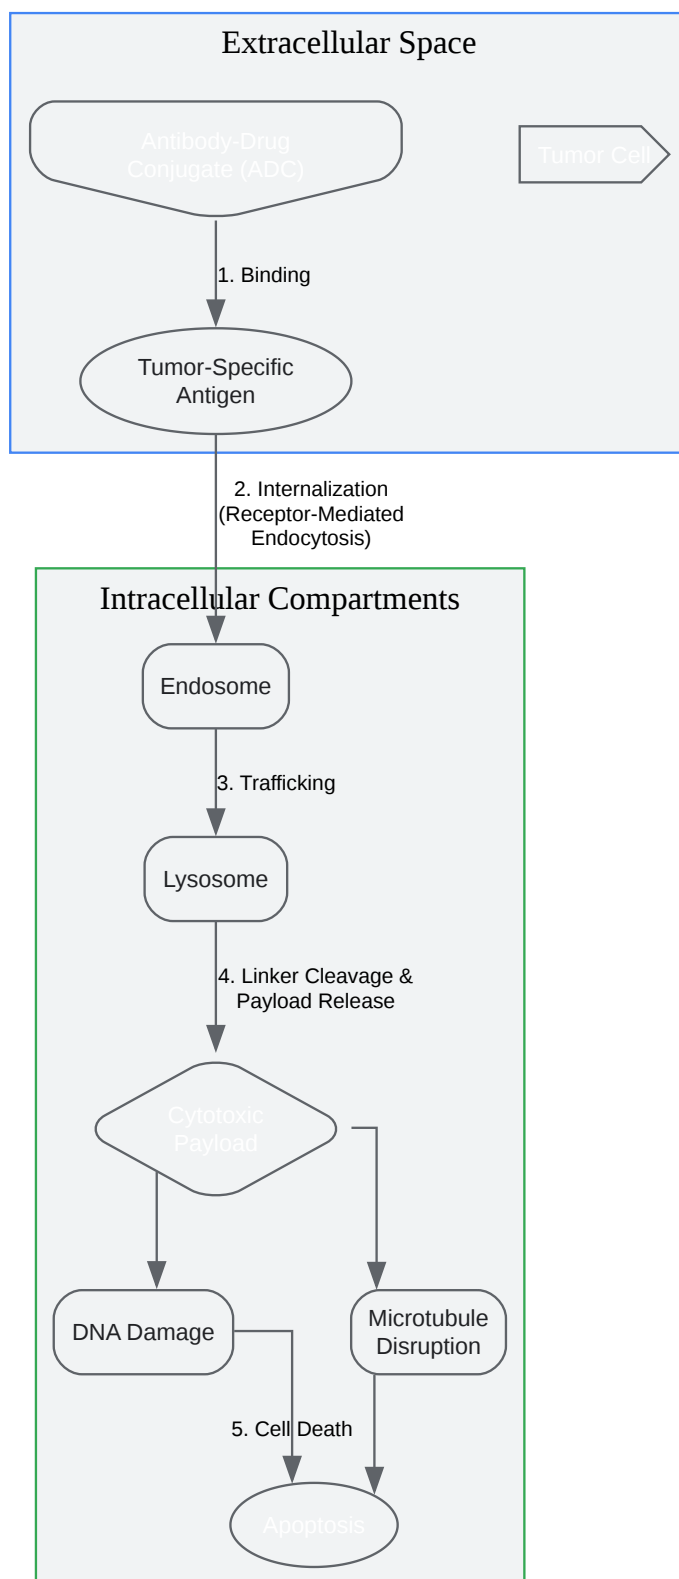 Extracellular Space
Antibody-Drug
Conjugate (ADC)
Tumor Cell
1. Binding
Tumor-Specific
Antigen
2. Internalization
(Receptor-Mediated
Endocytosis)
Intracellular Compartments
Endosome
3. Trafficking
Lysosome
4. Linker Cleavage &
Payload Release
Cytotoxic
Payload
DNA Damage
Microtubule
Disruption
5. Cell Death
Apoptosis